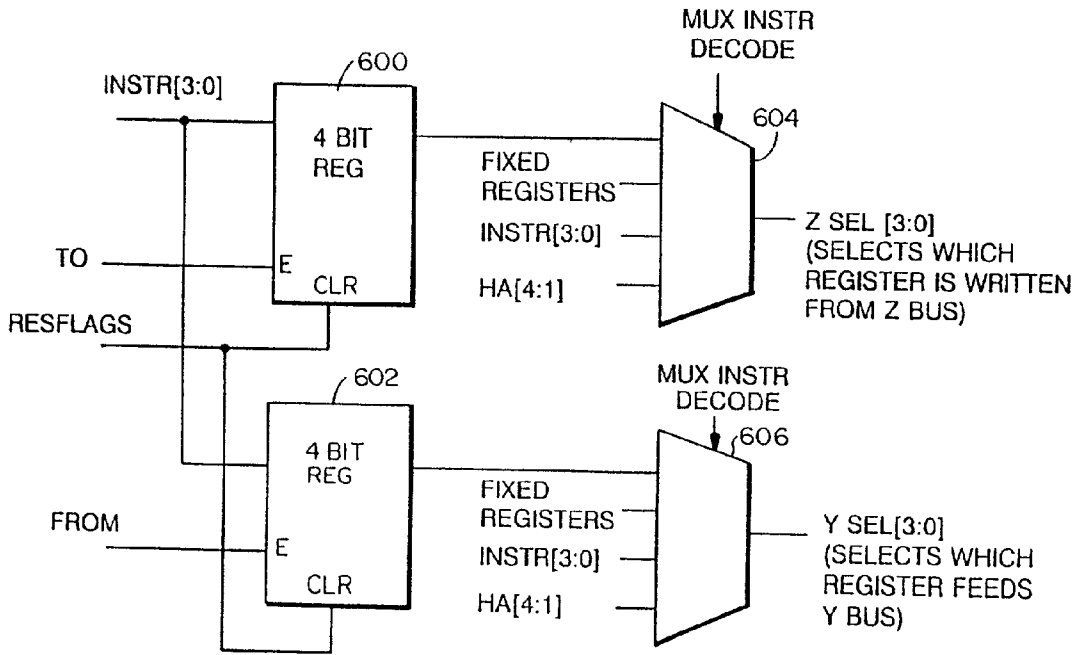 MUX INSTR
DECODE
600
INSTR[3:0]
604
4 BIT
REG
FIXED
REGISTERS
Z SEL [3:0]
(SELECTS WHICH
REGISTER IS WRITTEN
FROM Z BUS)
INSTR[3:0]
TO
E
CLR
HA[4:1]
RESFLAGS
602
MUX INSTR
DECODE
606
4 BIT
REG
FIXED
REGISTERS
FROM
E
Y SEL[3:0]
(SELECTS WHICH
REGISTER FEEDS
Y BUS)
INSTR[3:0]
CLR
HA[4:1]